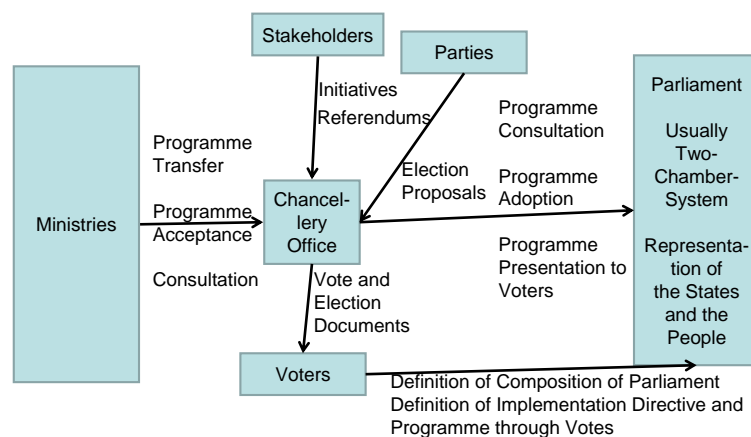 Stakeholders
Parties
Initiatives
Referendums
Ministries
Programme
Transfer
Programme
Acceptance
Consultation
Election
Proposals
Chancel-
lery
Office
Programme
Consultation
Programme
Adoption
Programme
Presentation to
Voters
Parliament
Usually
Two-
Chamber-
System
Representa-
tion of
the States
and the
People
Vote and
Election
Documents
Voters
Definition of Composition of Parliament
Definition of Implementation Directive and
Programme through Votes